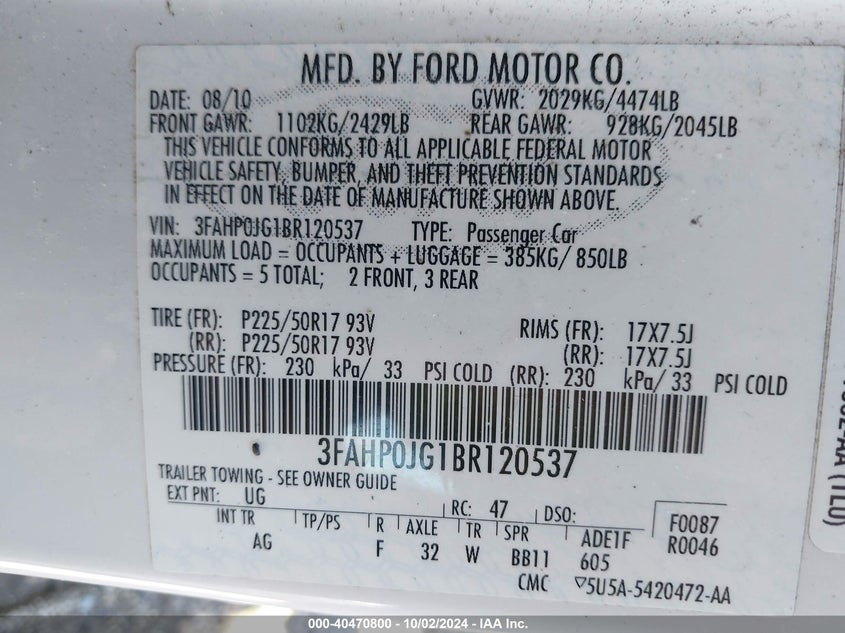 MFD. BY FORD MOTOR CO.
DATE: 08/10 GVWR: 2029KG/4474LB
FRONT GAWR: 1102KG/2429LB REAR GAWR: 928KG/2045LB
THIS VEHICLE CONFORMS TO ALL APPLICABLE FEDERAL MOTOR
VEHICLE SAFETY, BUMPER, AND THEFT PREVENTION STANDARDS
IN EFFECT ON THE DATE OF MANUFACTURE SHOWN ABOVE.
VIN: 3FAHP0JG1BR120537 TYPE: Passenger Car
MAXIMUM LOAD = OCCUPANTS + LUGGAGE = 385KG/ 850LB
OCCUPANTS = 5 TOTAL; 2 FRONT, 3 REAR
TIRE (FR): P225/50R17 93V RIMS (FR): 17X7.5J
(RR): P225/50R17 93V (RR): 17X7.5J
PRESSURE (FR): 230 kPa/ 33 PSI COLD (RR): 230 kPa/ 33 PSI COLD
3FAHP0JG1BR120537
TRAILER TOWING - SEE OWNER GUIDE
EXT PNT: UG RC: 47 DSO: F0087
INT TR TP/PS R AXLE TR SPR ADE1F R0046
AG F 32 W BB11 605
CMC ▽5U5A-5420472-AA
(TL0)
000-40470800 - 10/02/2024 - IAA Inc.